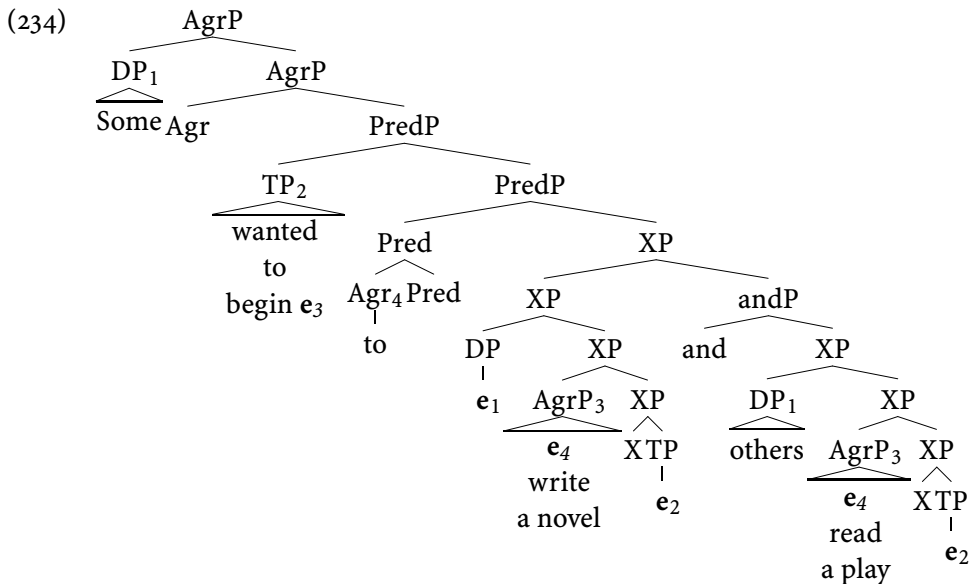 (234) AgrP
DP₁ AgrP
Some Agr PredP
TP₂ PredP
wanted
to
begin e₃
Pred XP
Agr₄ Pred XP andP
to DP XP and XP
e₁ AgrP₃ XP DP₁ XP
e₄
write
a novel
X TP
e₂
others AgrP₃ XP
e₄
read
a play
X TP
e₂